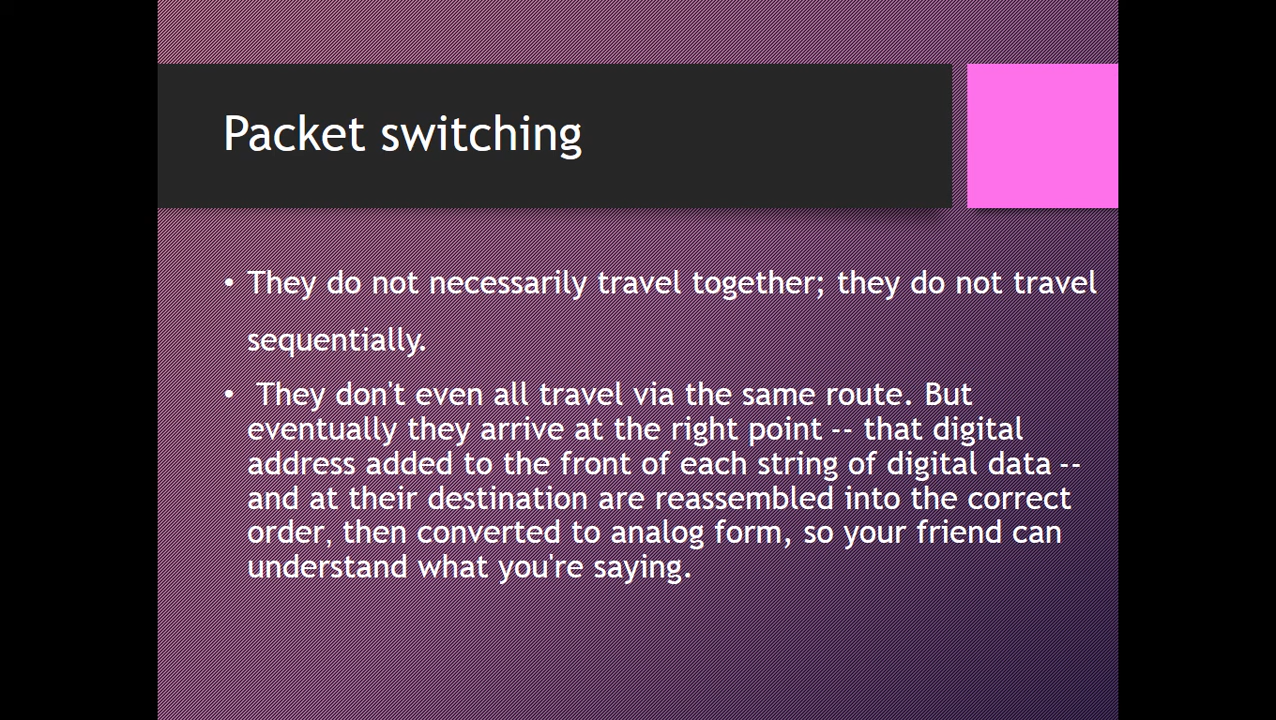 Packet switching
• They do not necessarily travel together; they do not travel
sequentially.
• They don't even all travel via the same route. But
eventually they arrive at the right point -- that digital
address added to the front of each string of digital data --
and at their destination are reassembled into the correct
order, then converted to analog form, so your friend can
understand what you're saying.